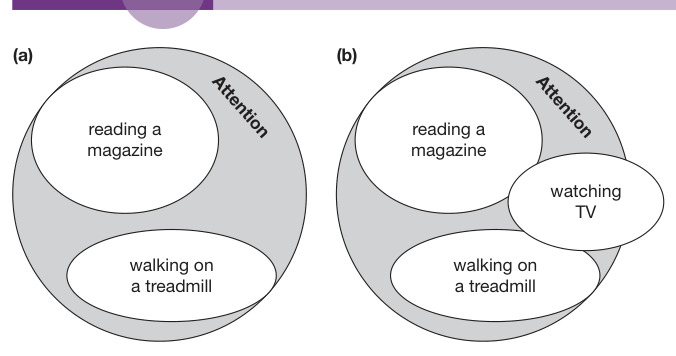 (a)
Attention
reading a
magazine
walking on
a treadmill
(b)
Attention
reading a
magazine
watching
TV
walking on
a treadmill